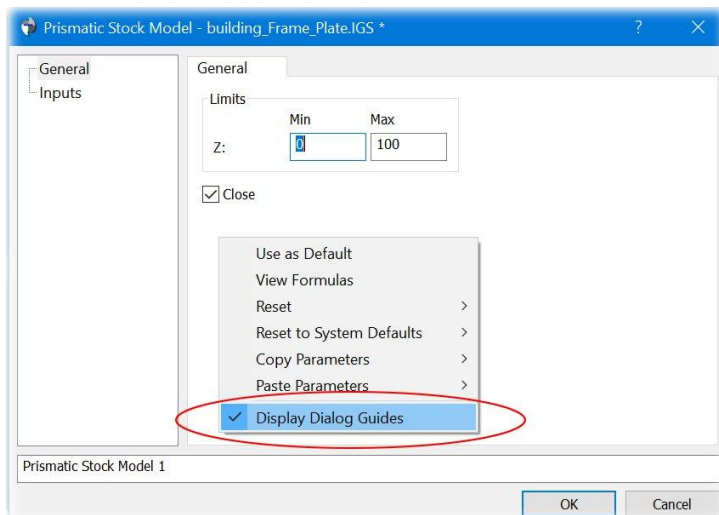 Prismatic Stock Model - building_Frame_Plate.IGS * ?
General
Inputs
General
Limits
Min Max
Z: 0 100
Close
Use as Default
View Formulas
Reset
Reset to System Defaults
Copy Parameters
Paste Parameters
Display Dialog Guides
Prismatic Stock Model 1
OK Cancel